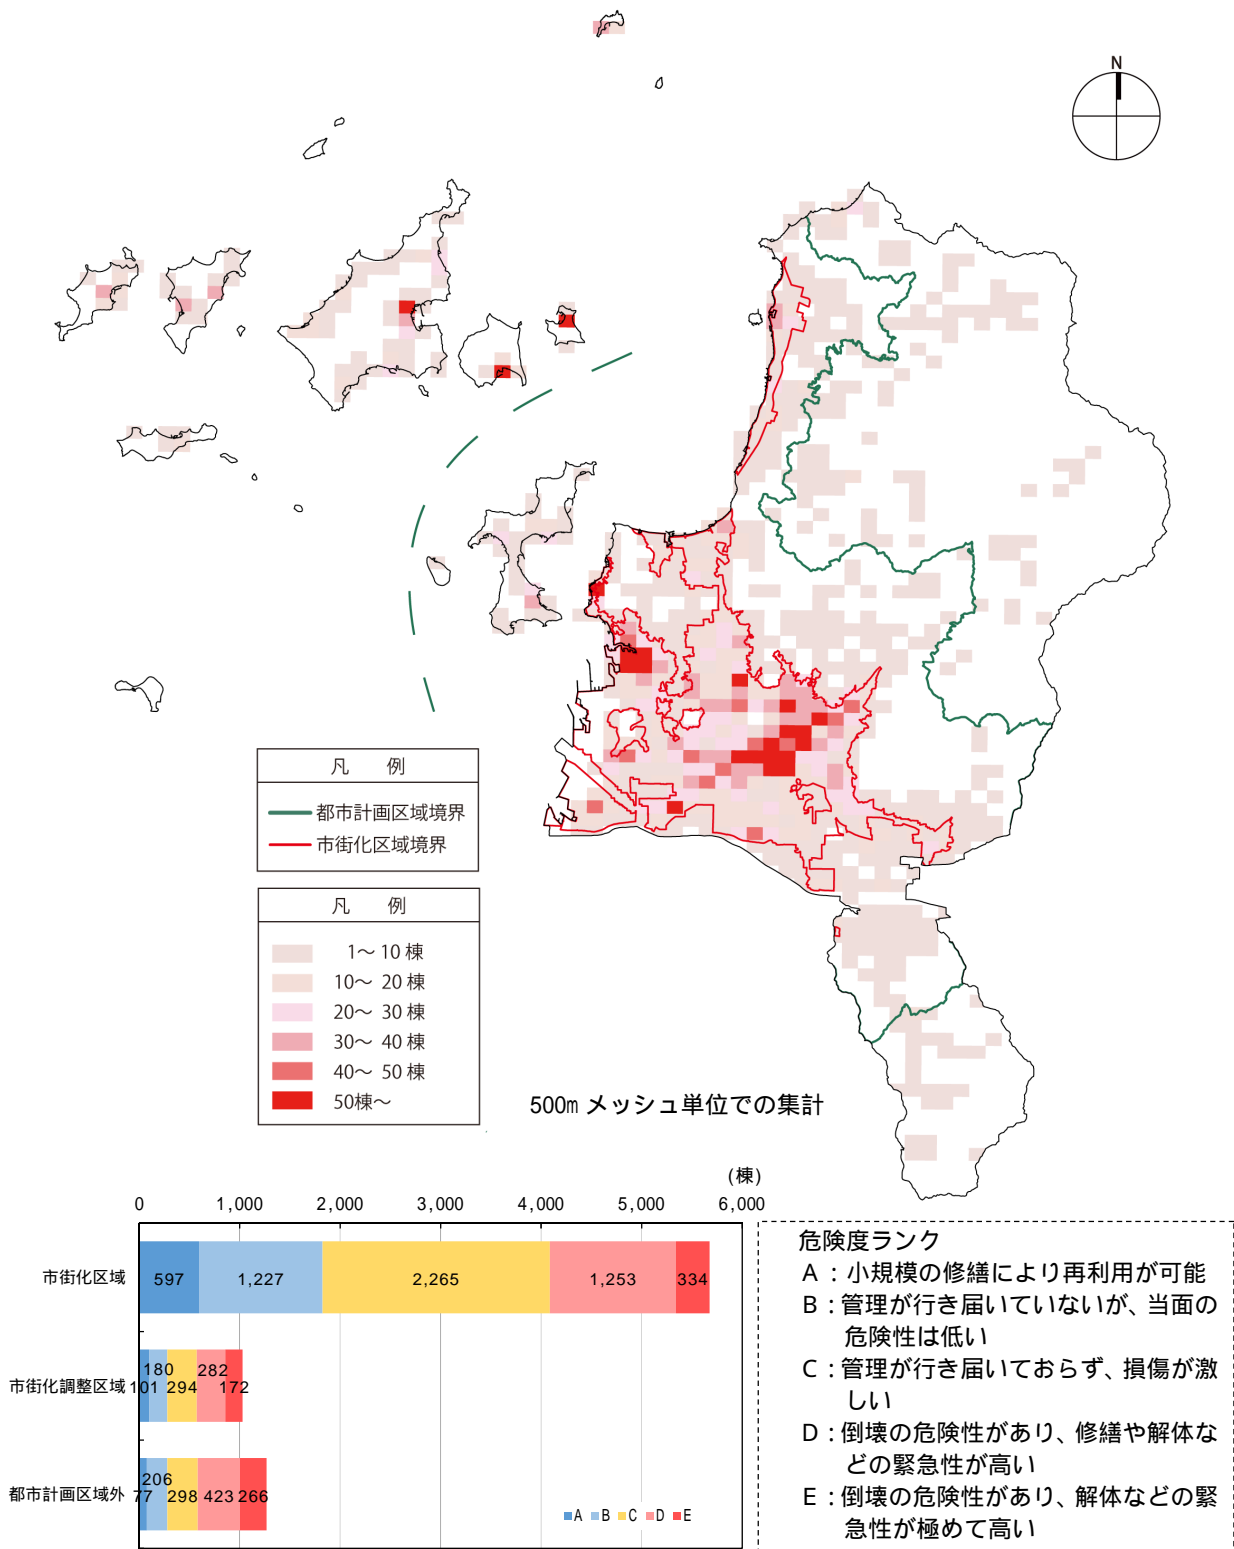 N
凡 例
都市計画区域境界
市街化区域境界
凡 例
1～ 10 棟
10～ 20 棟
20～ 30 棟
30～ 40 棟
40～ 50 棟
50棟～
500m メッシュ単位での集計
(棟)
0 1,000 2,000 3,000 4,000 5,000 6,000
市街化区域 597 1,227 2,265 1,253 334
市街化調整区域 101 180 294 282 172
都市計画区域外 77 206 298 423 266
A B C D E
危険度ランク
A：小規模の修繕により再利用が可能
B：管理が行き届いていないが、当面の
危険性は低い
C：管理が行き届いておらず、損傷が激
しい
D：倒壊の危険性があり、修繕や解体な
どの緊急性が高い
E：倒壊の危険性があり、解体などの緊
急性が極めて高い